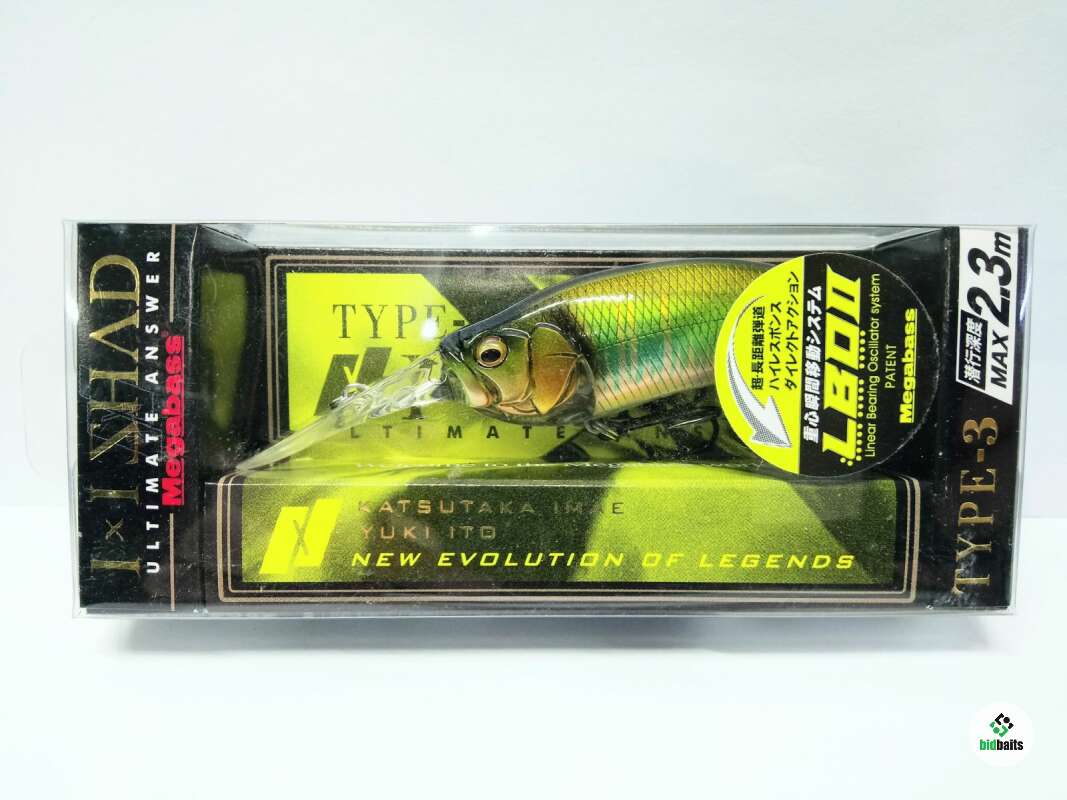 I×I SHAD
ULTIMATE ANSWER
Megabass
TYPE-
LTIMATE
KATSUTAKA IMAE
YUKI ITO
NEW EVOLUTION OF LEGENDS
超・長距離弾道
ハイレスポンス
ダイレクトアクション
重心瞬間移動システム
LBOII
Linear Bearing Oscillator system
PATENT
Megabass
潜行深度
MAX 2.3m
TYPE-3
bidbaits